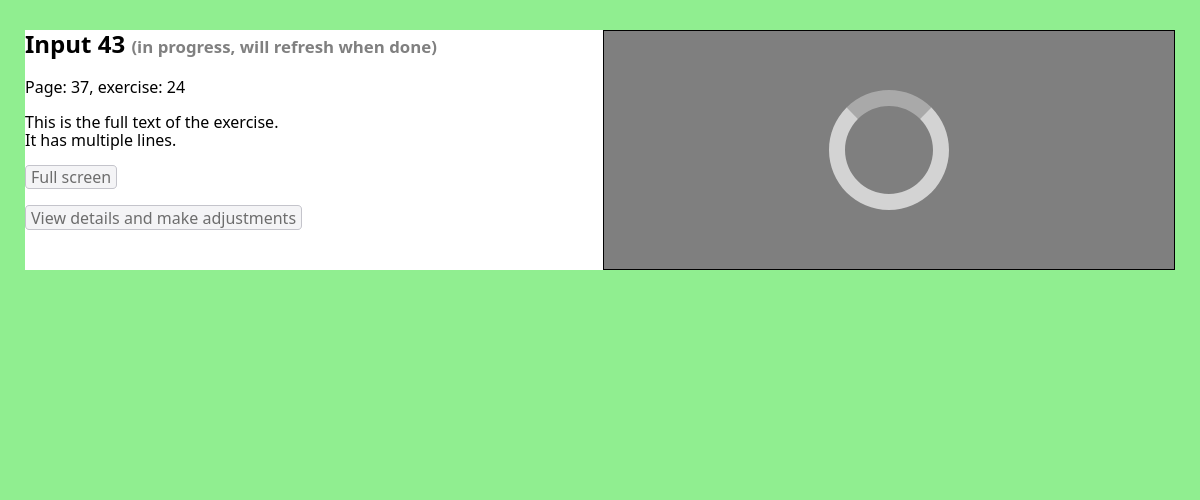 Input 43 (in progress, will refresh when done)
Page: 37, exercise: 24
This is the full text of the exercise.
It has multiple lines.
Full screen
View details and make adjustments